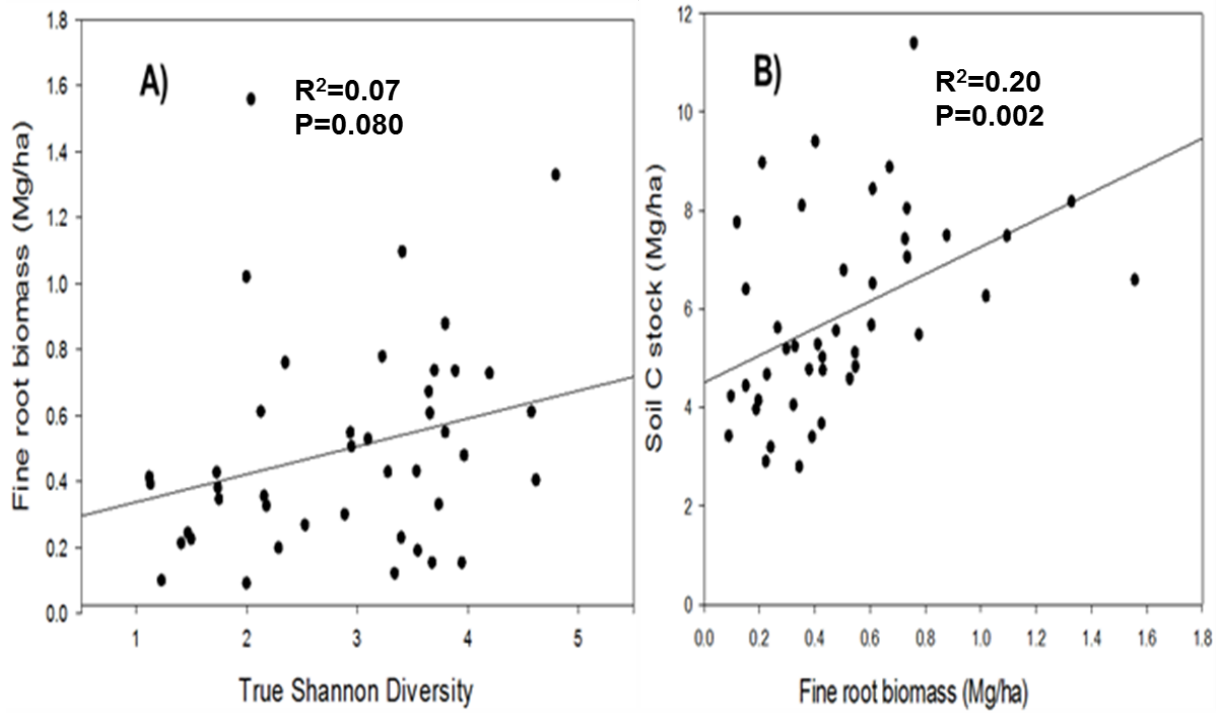 A)
R²=0.07
P=0.080
Fine root biomass (Mg/ha)
1.8
1.6
1.4
1.2
1.0
0.8
0.6
0.4
0.2
0.0
1 2 3 4 5
True Shannon Diversity
B)
R²=0.20
P=0.002
Soil C stock (Mg/ha)
12
10
8
6
4
2
0
0.0 0.2 0.4 0.6 0.8 1.0 1.2 1.4 1.6 1.8
Fine root biomass (Mg/ha)